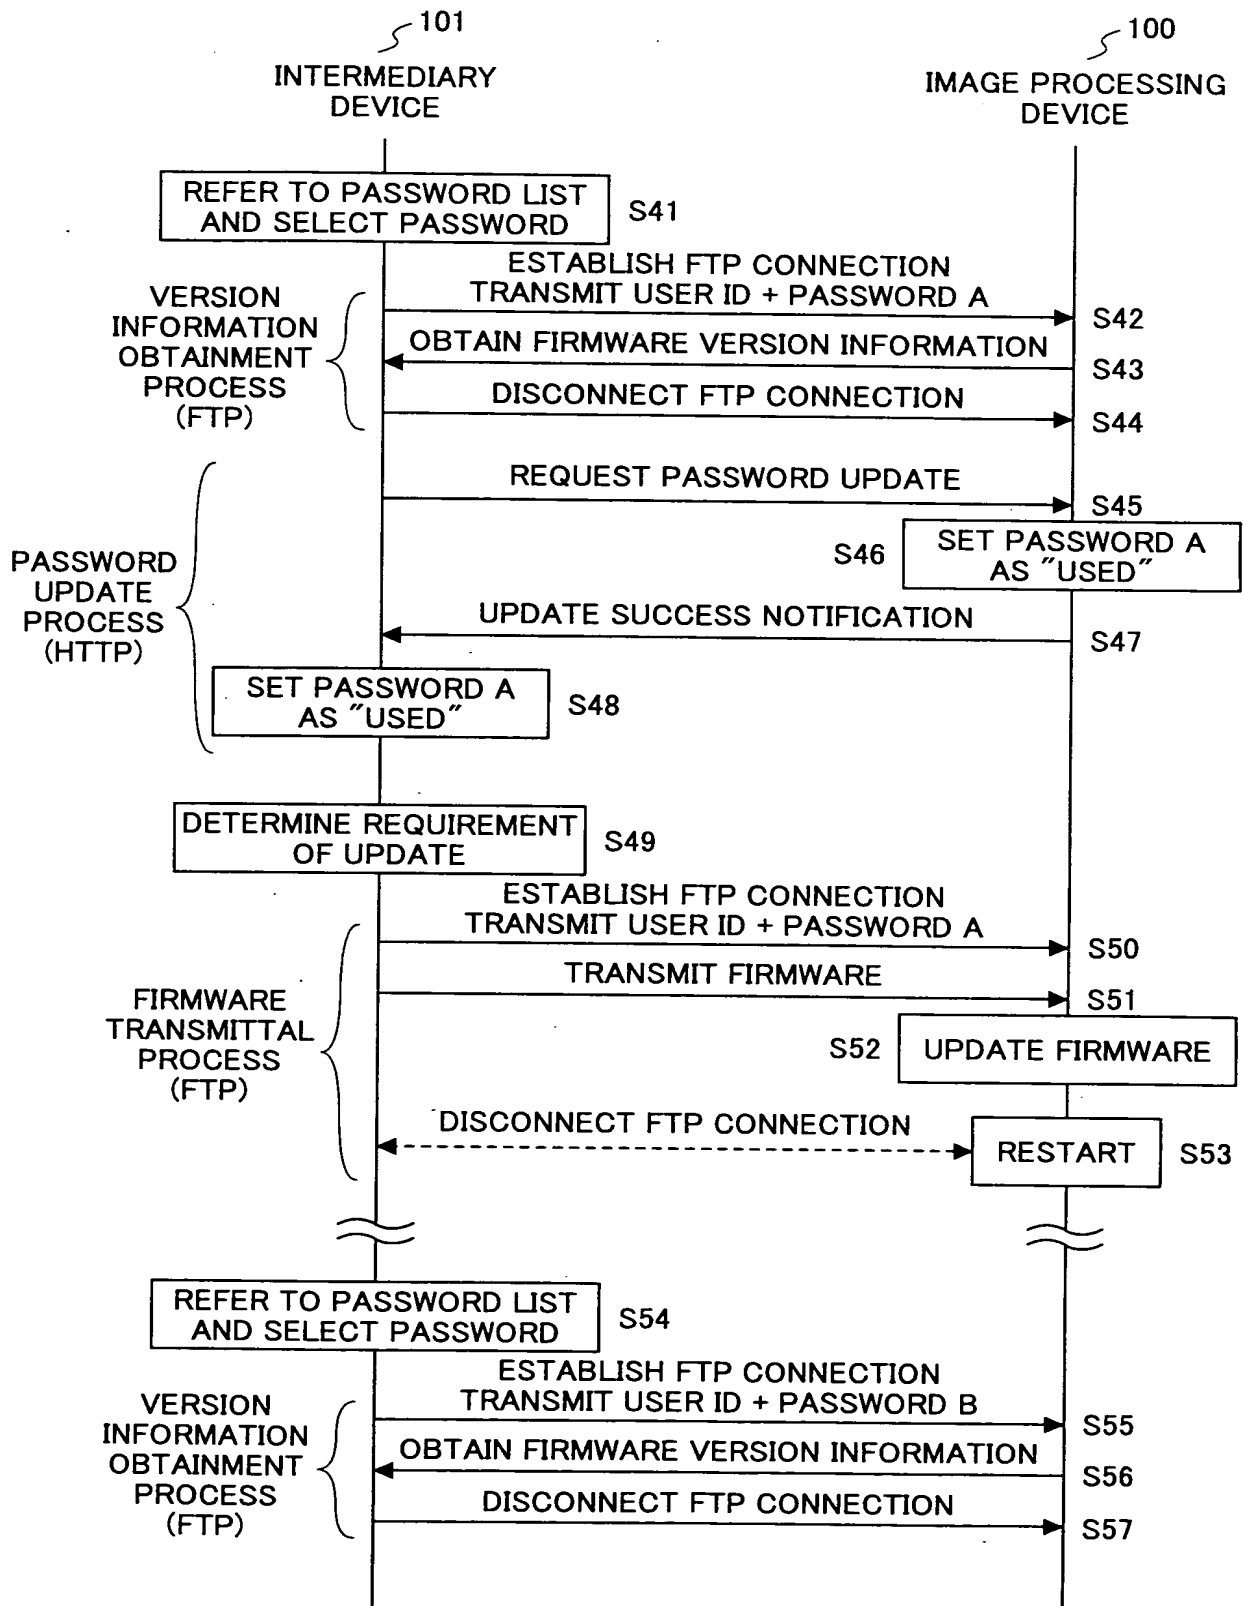 101
INTERMEDIARY
DEVICE
100
IMAGE PROCESSING
DEVICE
REFER TO PASSWORD LIST
AND SELECT PASSWORD
S41
ESTABLISH FTP CONNECTION
TRANSMIT USER ID + PASSWORD A
S42
VERSION
INFORMATION
OBTAINMENT
PROCESS
(FTP)
OBTAIN FIRMWARE VERSION INFORMATION
S43
DISCONNECT FTP CONNECTION
S44
REQUEST PASSWORD UPDATE
S45
PASSWORD
UPDATE
PROCESS
(HTTP)
S46
SET PASSWORD A
AS "USED"
UPDATE SUCCESS NOTIFICATION
S47
SET PASSWORD A
AS "USED"
S48
DETERMINE REQUIREMENT
OF UPDATE
S49
ESTABLISH FTP CONNECTION
TRANSMIT USER ID + PASSWORD A
S50
TRANSMIT FIRMWARE
S51
FIRMWARE
TRANSMITTAL
PROCESS
(FTP)
S52
UPDATE FIRMWARE
DISCONNECT FTP CONNECTION
RESTART
S53
REFER TO PASSWORD LIST
AND SELECT PASSWORD
S54
ESTABLISH FTP CONNECTION
TRANSMIT USER ID + PASSWORD B
S55
VERSION
INFORMATION
OBTAINMENT
PROCESS
(FTP)
OBTAIN FIRMWARE VERSION INFORMATION
S56
DISCONNECT FTP CONNECTION
S57